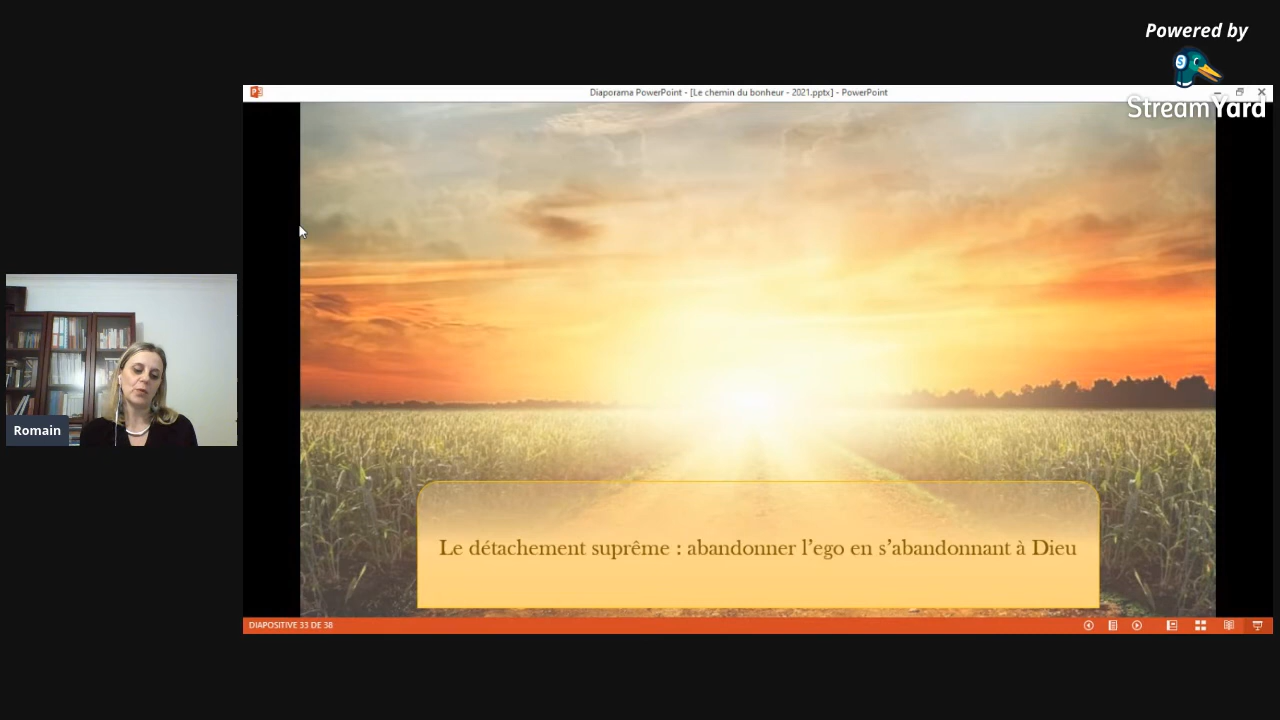 Powered by
StreamYard
Diaporama PowerPoint - [Le chemin du bonheur - 2021.pptx] - PowerPoint
Romain
Le détachement suprême : abandonner l’ego en s’abandonnant à Dieu
DIAPOSITIVE 33 DE 38